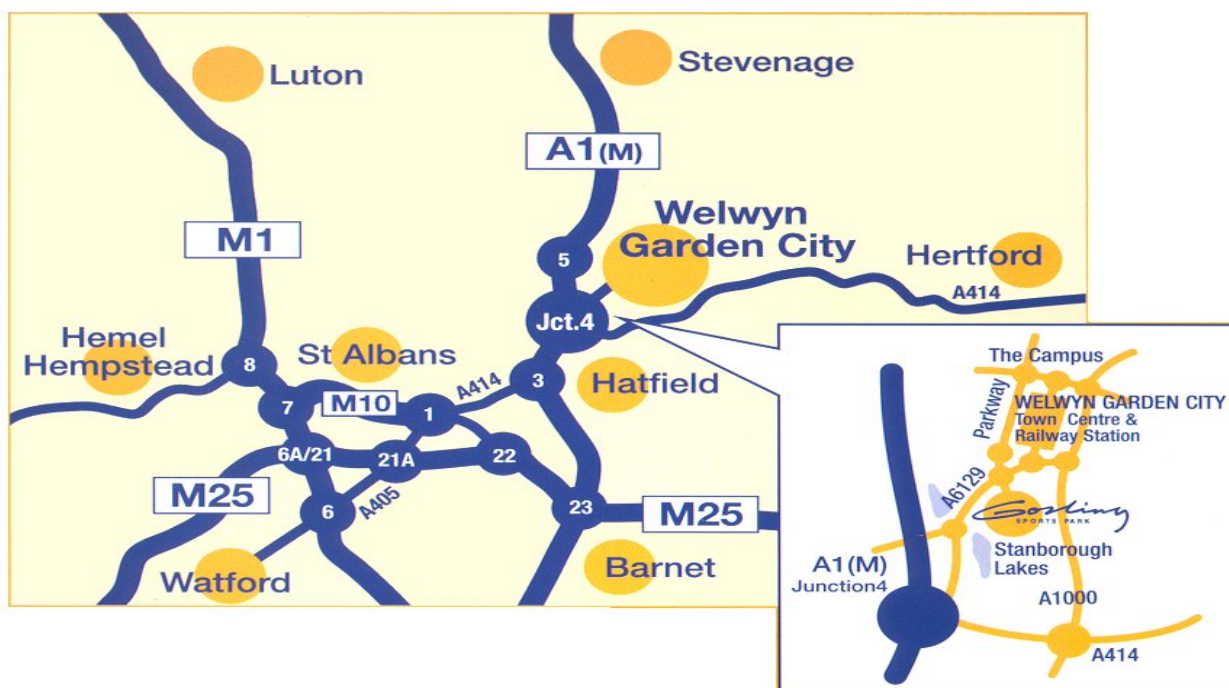 Luton
Stevenage
A1(M)
M1
Welwyn
Garden City
5
Hertford
A414
Jct.4
Hemel
Hempstead
8
St Albans
A414
3
Hatfield
7
M10
1
6A/21
21A
22
M25
A405
6
23
M25
Watford
Barnet
The Campus
Parkway
WELWYN GARDEN CITY
Town Centre &
Railway Station
A6129
Gosling
SPORTS PARK
Stanborough
Lakes
A1(M)
Junction4
A1000
A414